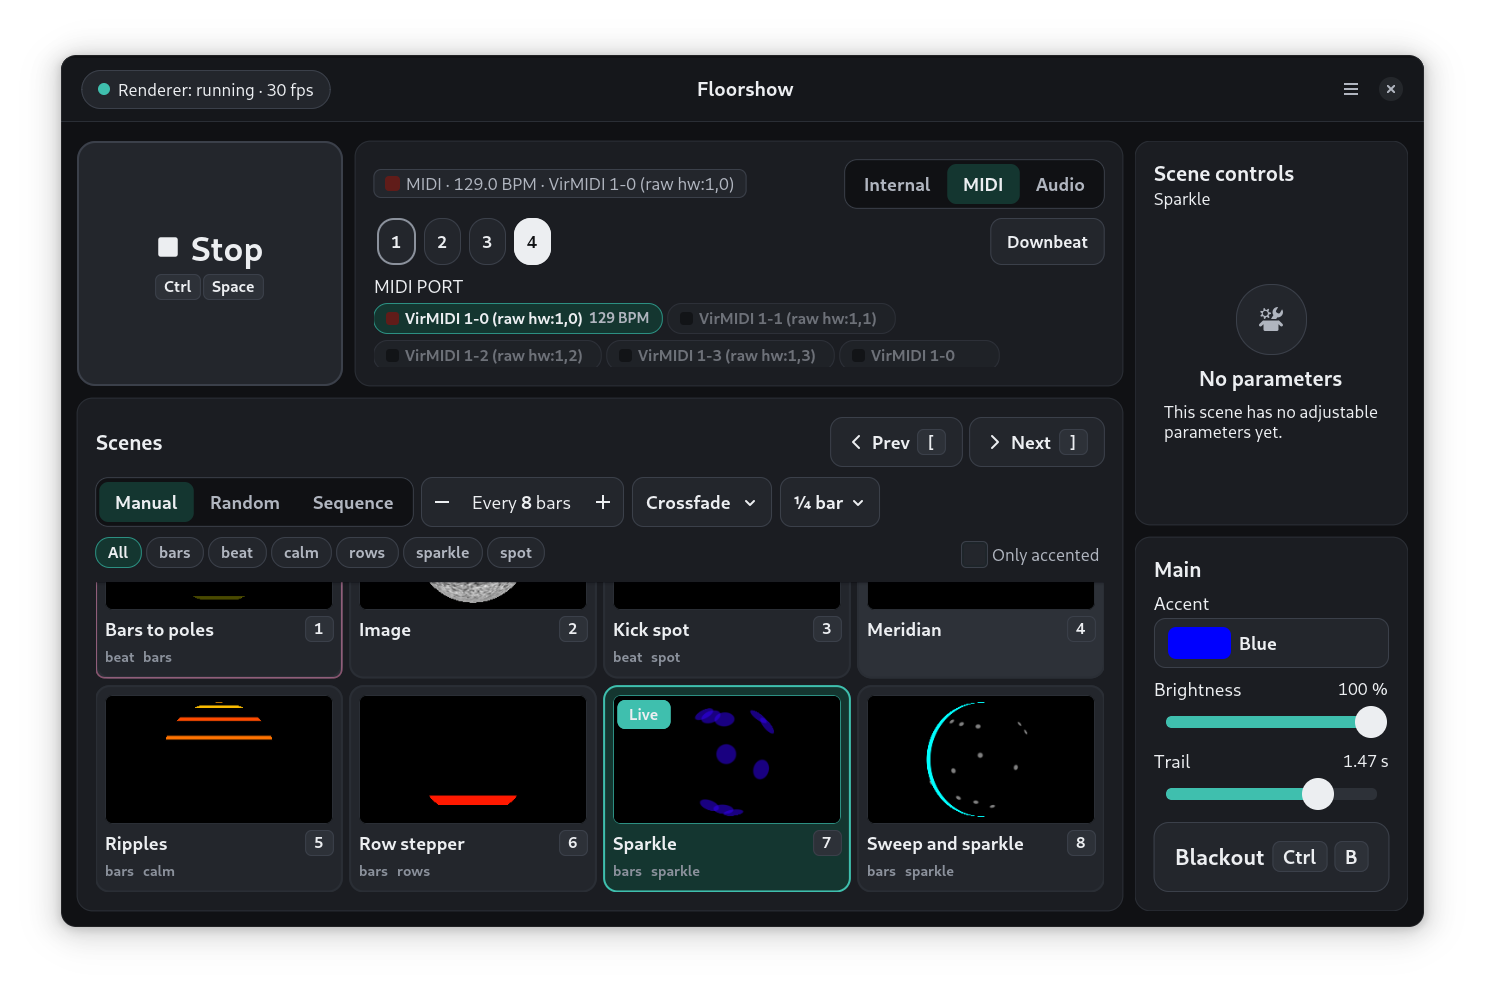 Renderer: running · 30 fps
Floorshow
Stop
Ctrl Space
MIDI · 129.0 BPM · VirMIDI 1-0 (raw hw:1,0)
Internal MIDI Audio
1 2 3 4
Downbeat
MIDI PORT
VirMIDI 1-0 (raw hw:1,0) 129 BPM
VirMIDI 1-1 (raw hw:1,1)
VirMIDI 1-2 (raw hw:1,2)
VirMIDI 1-3 (raw hw:1,3)
VirMIDI 1-0
Scene controls
Sparkle
No parameters
This scene has no adjustable
parameters yet.
Scenes
Prev [
Next ]
Manual Random Sequence
− Every 8 bars +
Crossfade
¼ bar
All bars beat calm rows sparkle spot
Only accented
Bars to poles 1
beat bars
Image 2
Kick spot 3
beat spot
Meridian 4
Ripples 5
bars calm
Row stepper 6
bars rows
Live
Sparkle 7
bars sparkle
Sweep and sparkle 8
bars sparkle
Main
Accent
Blue
Brightness 100 %
Trail 1.47 s
Blackout Ctrl B